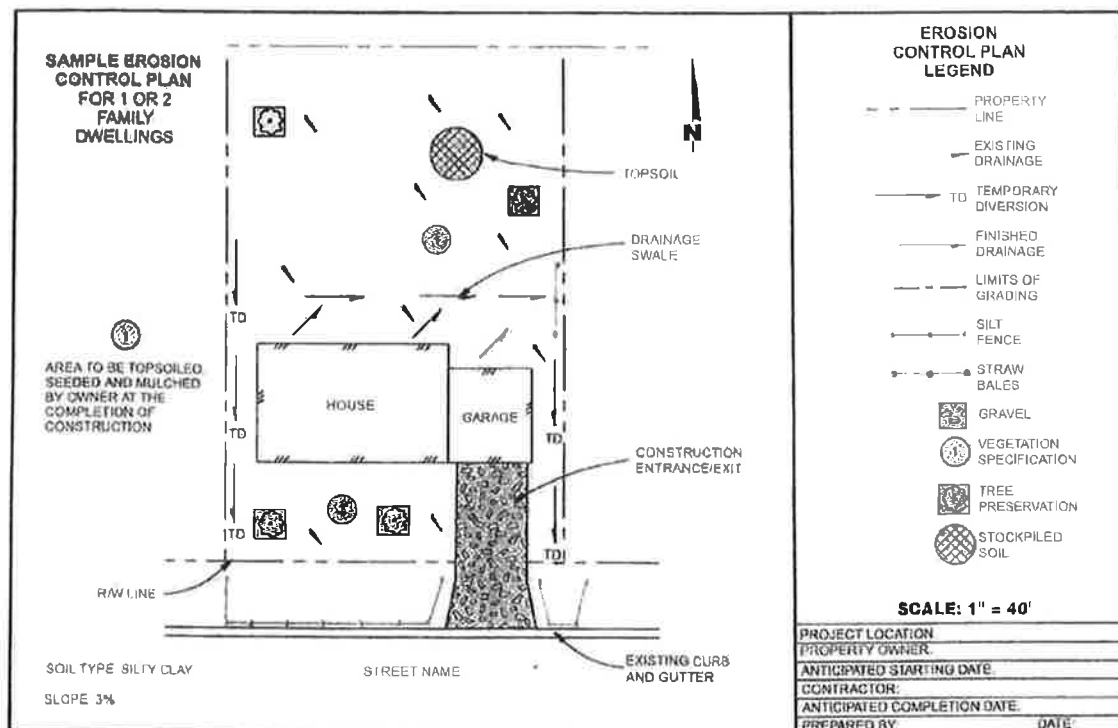 SAMPLE EROSION
CONTROL PLAN
FOR 1 OR 2
FAMILY
DWELLINGS
N
TOPSOIL
DRAINAGE
SWALE
TD
1
1
AREA TO BE TOPSOILED
SEEDED AND MULCHED
BY OWNER AT THE
COMPLETION OF
CONSTRUCTION
HOUSE
GARAGE
TD
TD
CONSTRUCTION
ENTRANCE/EXIT
1
TD
TD
R/W LINE
EXISTING CURB
AND GUTTER
SOIL TYPE SILTY CLAY
SLOPE 3%
STREET NAME
EROSION
CONTROL PLAN
LEGEND
PROPERTY
LINE
EXISTING
DRAINAGE
TD TEMPORARY
DIVERSION
FINISHED
DRAINAGE
LIMITS OF
GRADING
SILT
FENCE
STRAW
BALES
GRAVEL
1 VEGETATION
SPECIFICATION
TREE
PRESERVATION
STOCKPILED
SOIL
SCALE: 1" = 40'
PROJECT LOCATION
PROPERTY OWNER:
ANTICIPATED STARTING DATE:
CONTRACTOR:
ANTICIPATED COMPLETION DATE:
PREPARED BY: DATE: